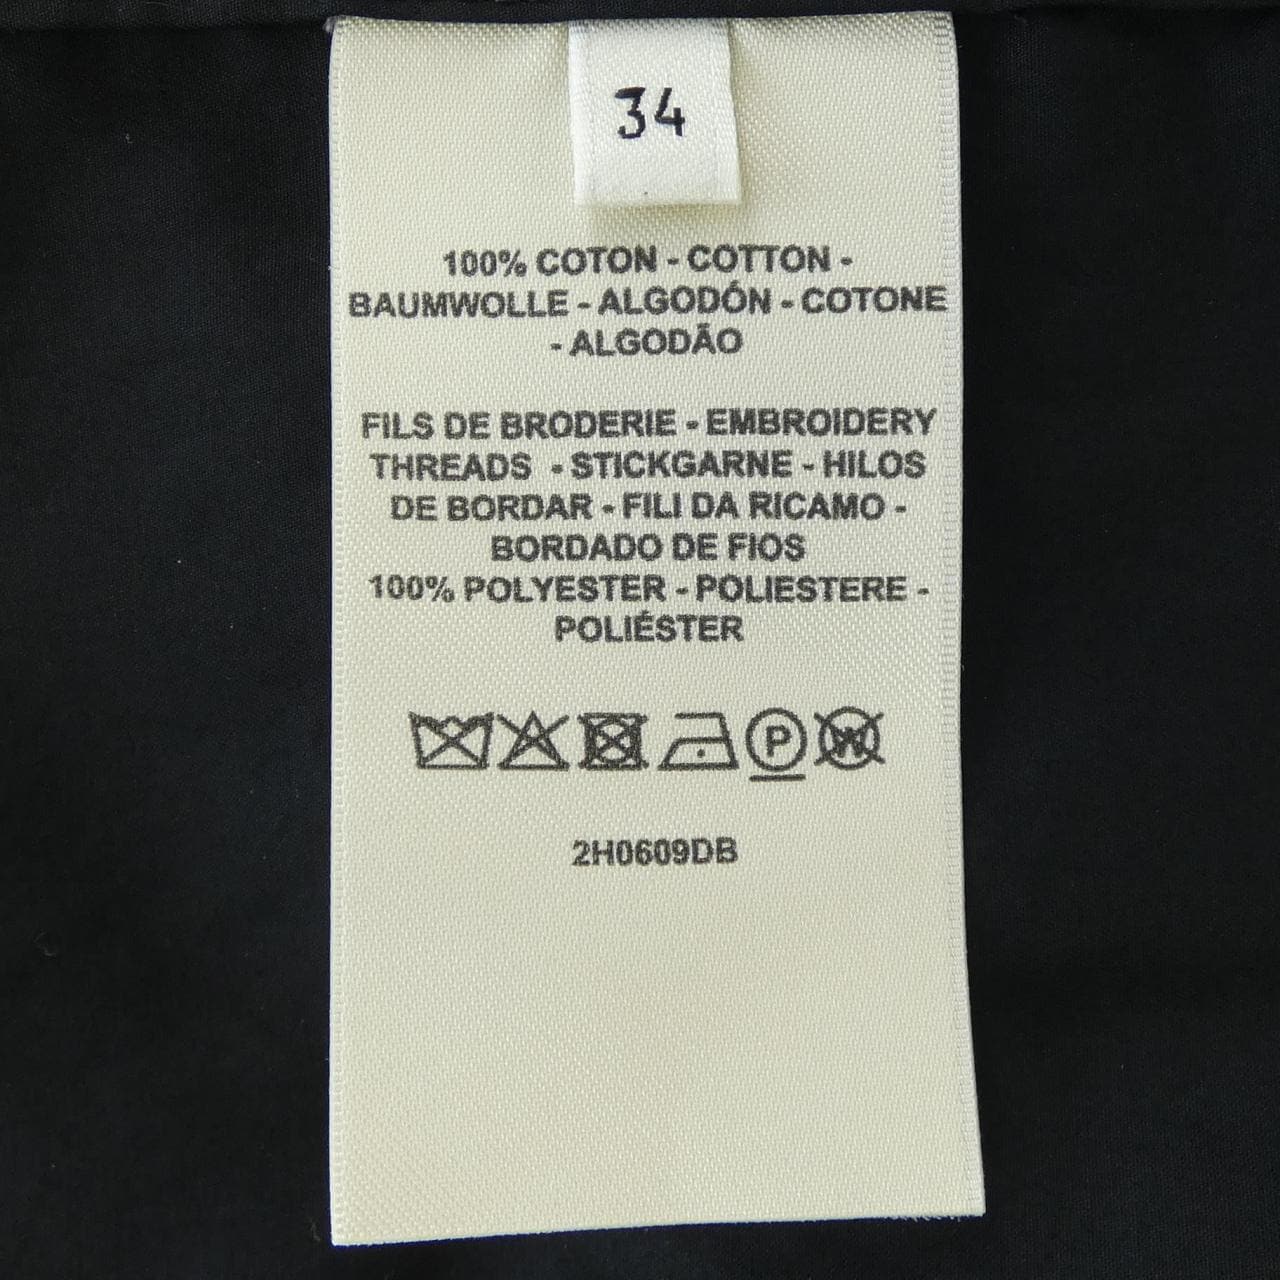 34
100% COTON - COTTON -
BAUMWOLLE - ALGODÓN - COTONE
- ALGODÃO
FILS DE BRODERIE - EMBROIDERY
THREADS - STICKGARNE - HILOS
DE BORDAR - FILI DA RICAMO -
BORDADO DE FIOS
100% POLYESTER - POLIESTERE -
POLIÉSTER
P W
2H0609DB